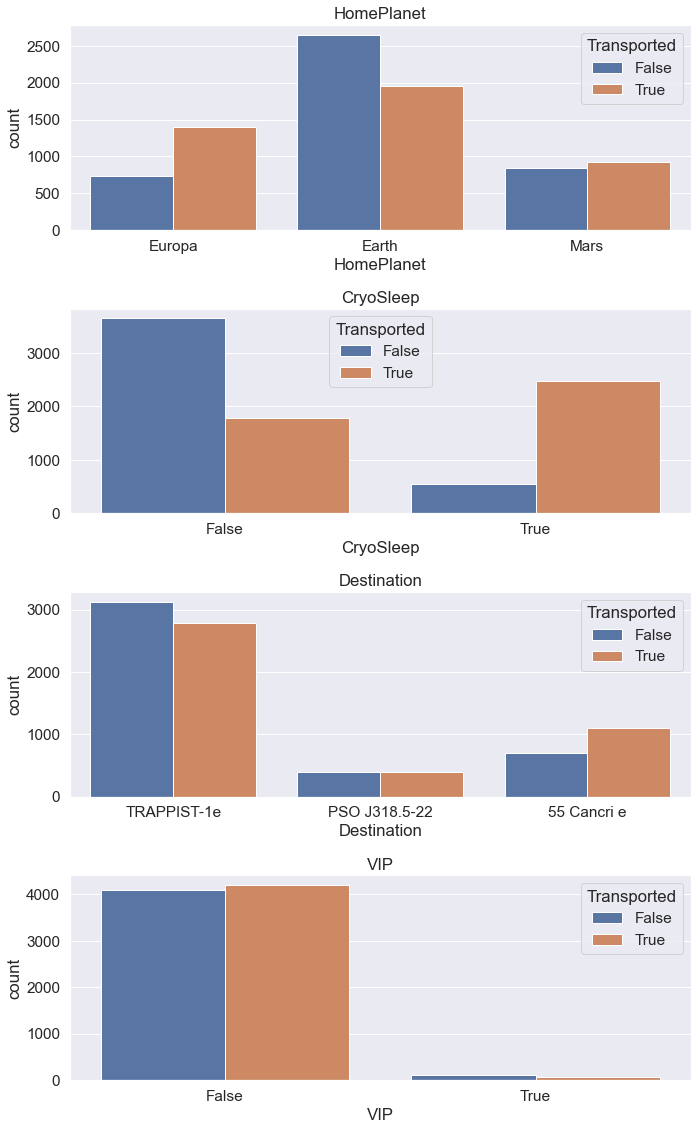 HomePlanet
Transported
False
True
2500
2000
1500
1000
500
0
count
Europa Earth Mars
HomePlanet
CryoSleep
Transported
False
True
3000
2000
1000
0
count
False True
CryoSleep
Destination
Transported
False
True
3000
2000
1000
0
count
TRAPPIST-1e PSO J318.5-22 55 Cancri e
Destination
VIP
Transported
False
True
4000
3000
2000
1000
0
count
False True
VIP